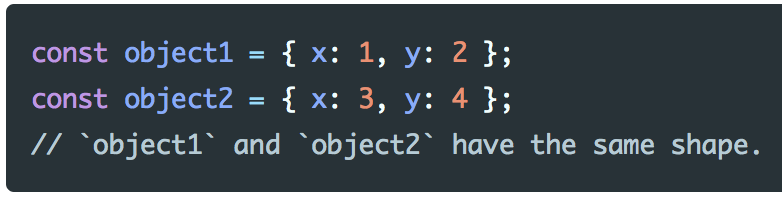 const object1 = { x: 1, y: 2 };
const object2 = { x: 3, y: 4 };
// `object1` and `object2` have the same shape.